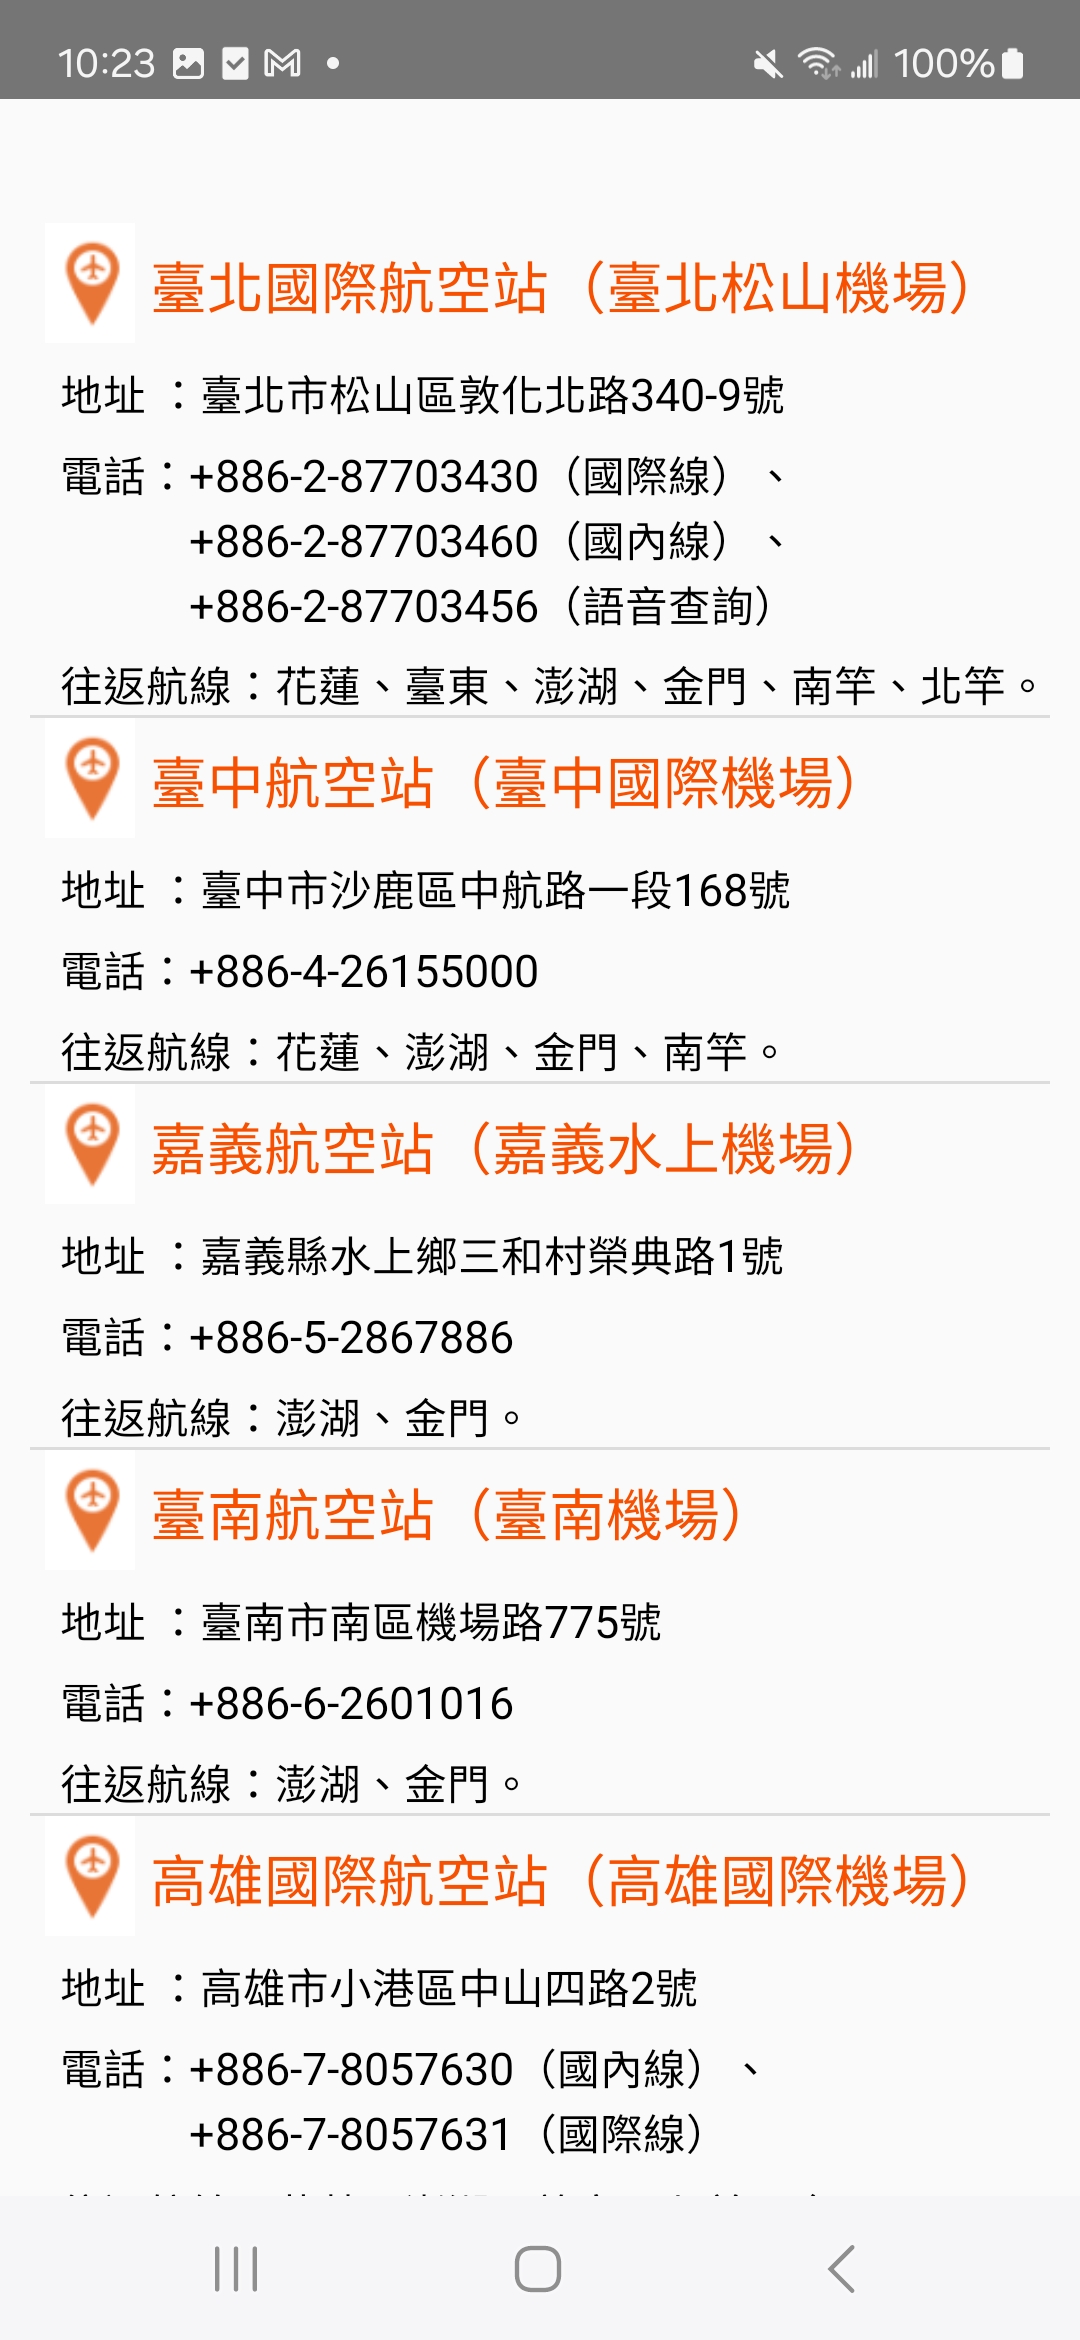 10:23
100%
臺北國際航空站（臺北松山機場）
地址 ：臺北市松山區敦化北路340-9號
電話：+886-2-87703430（國際線）、
+886-2-87703460（國內線）、
+886-2-87703456（語音查詢）
往返航線：花蓮、臺東、澎湖、金門、南竿、北竿。
臺中航空站（臺中國際機場）
地址 ：臺中市沙鹿區中航路一段168號
電話：+886-4-26155000
往返航線：花蓮、澎湖、金門、南竿。
嘉義航空站（嘉義水上機場）
地址 ：嘉義縣水上鄉三和村榮典路1號
電話：+886-5-2867886
往返航線：澎湖、金門。
臺南航空站（臺南機場）
地址 ：臺南市南區機場路775號
電話：+886-6-2601016
往返航線：澎湖、金門。
高雄國際航空站（高雄國際機場）
地址 ：高雄市小港區中山四路2號
電話：+886-7-8057630（國內線）、
+886-7-8057631（國際線）